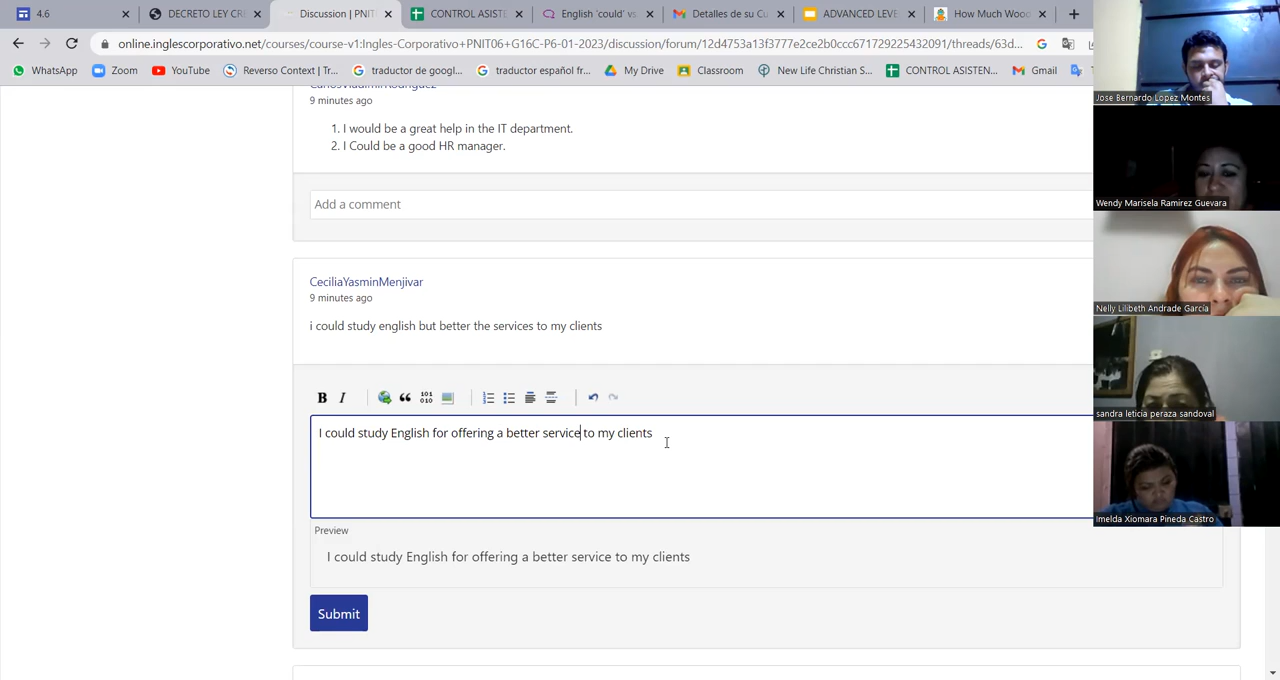 4.6
DECRETO LEY CR
Discussion | PNIT
CONTROL ASISTE
English 'could' vs
Detalles de su Cu
ADVANCED LEVE
How Much Woo
online.inglescorporativo.net/courses/course-v1:Ingles-Corporativo+PNIT06+G16C-P6-01-2023/discussion/forum/12d4753a13f3777e2ce2b0ccc671729225432091/threads/63d...
WhatsApp
Zoom
YouTube
Reverso Context | Tr...
traductor de googl...
traductor español fr...
My Drive
Classroom
New Life Christian S...
CONTROL ASISTEN...
Gmail
9 minutes ago
1. I would be a great help in the IT department.
2. I Could be a good HR manager.
Add a comment
CeciliaYasminMenjivar
9 minutes ago
i could study english but better the services to my clients
B I
101
010
I could study English for offering a better service to my clients
Preview
I could study English for offering a better service to my clients
Submit
Jose Bernardo Lopez Montes
Wendy Marisela Ramirez Guevara
Nelly Lilibeth Andrade García
sandra leticia peraza sandoval
Imelda Xiomara Pineda Castro